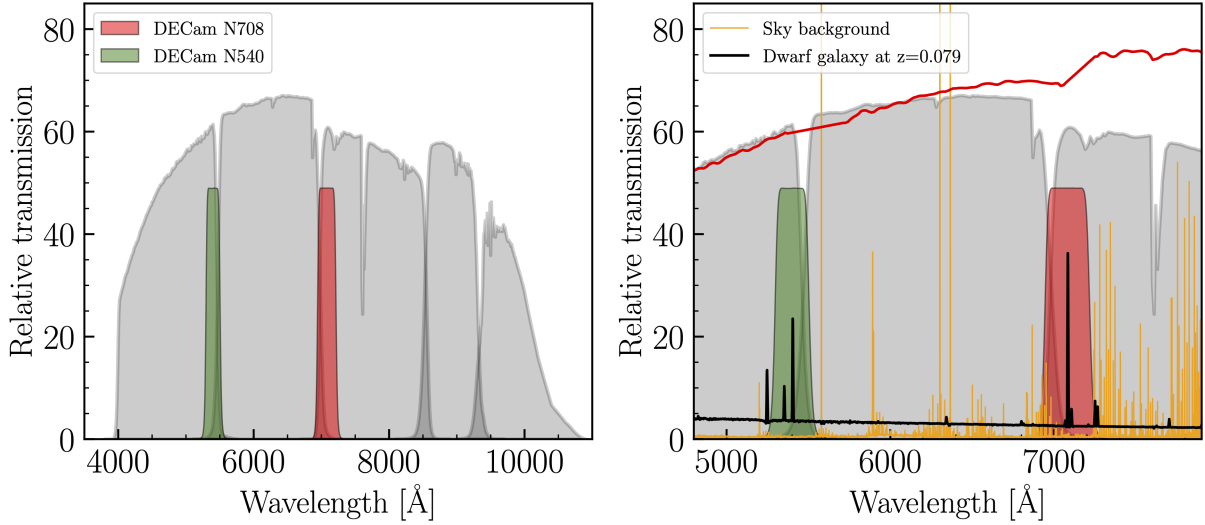 DECam N708
DECam N540
80
60
40
20
0
Relative transmission
4000 6000 8000 10000
Wavelength [Å]
Sky background
Dwarf galaxy at z=0.079
80
60
40
20
0
Relative transmission
5000 6000 7000
Wavelength [Å]